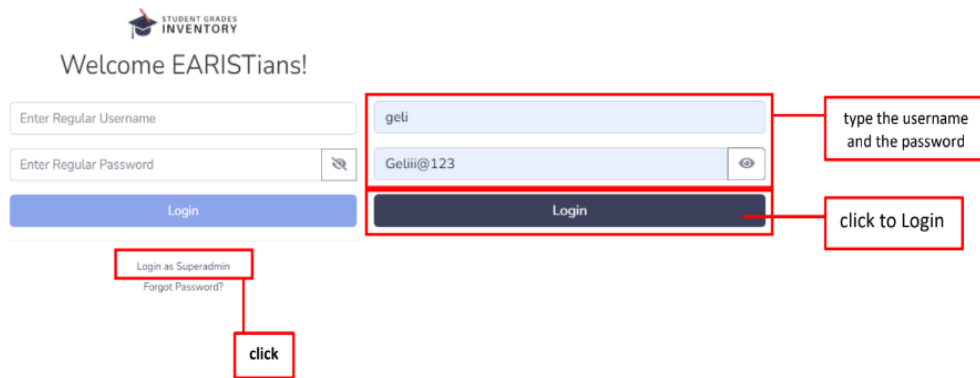 STUDENT GRADES
INVENTORY
Welcome EARISTians!
Enter Regular Username
Enter Regular Password
Login
Login as Superadmin
Forgot Password?
click
geli
Geliii@123
Login
type the username
and the password
click to Login